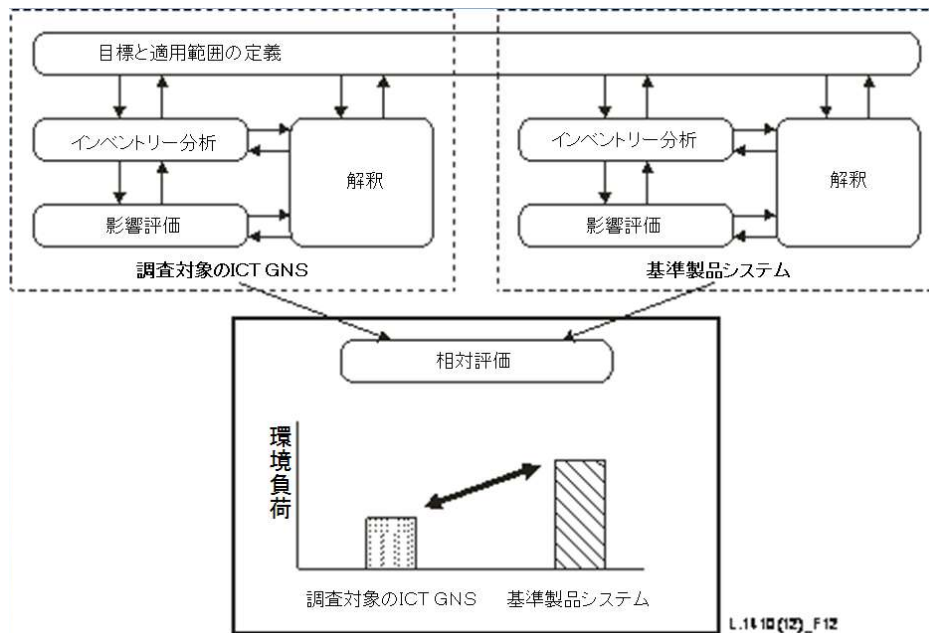 目標と適用範囲の定義
インベントリー分析
解釈
影響評価
調査対象のICT GNS
インベントリー分析
解釈
影響評価
基準製品システム
相対評価
環境負荷
調査対象のICT GNS
基準製品システム
L.1410(12)_F12